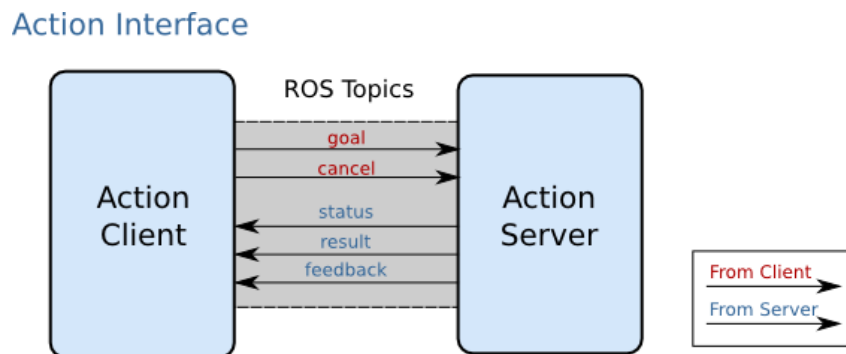 Action Interface
ROS Topics
goal
cancel
status
result
feedback
Action
Client
Action
Server
From Client
From Server